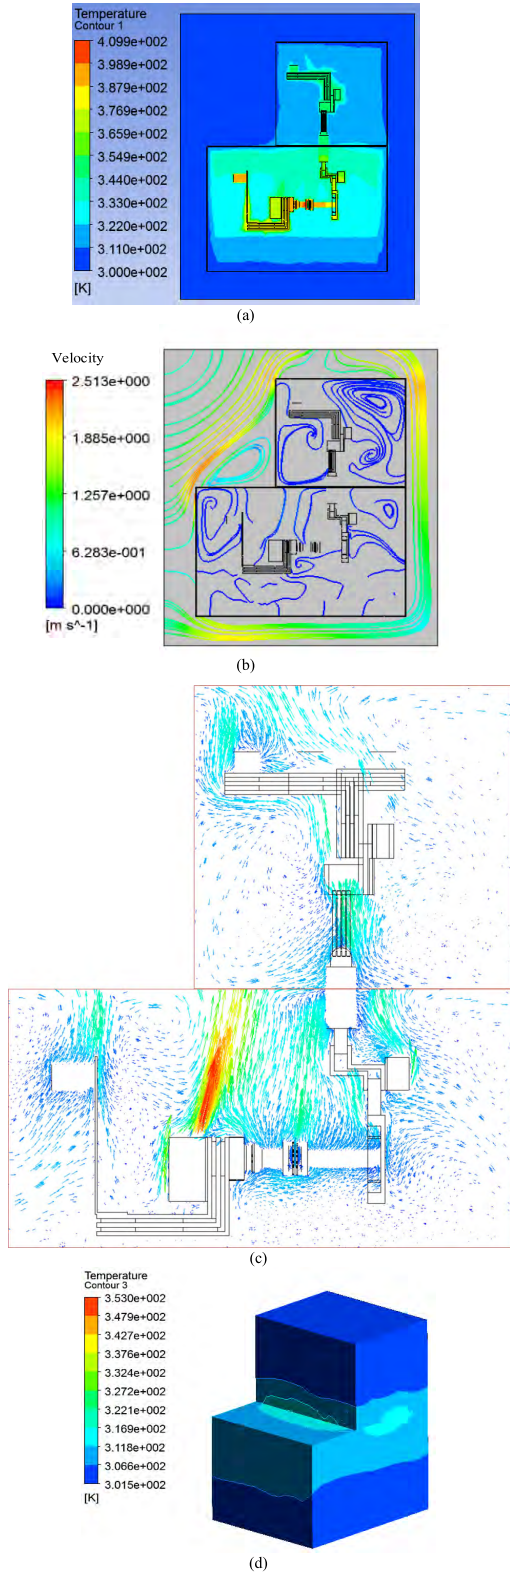 Temperature
Contour 1
4.099e+002
3.989e+002
3.879e+002
3.769e+002
3.659e+002
3.549e+002
3.440e+002
3.330e+002
3.220e+002
3.110e+002
3.000e+002
[K]
(a)
Velocity
2.513e+000
1.885e+000
1.257e+000
6.283e-001
0.000e+000
[m s^-1]
(b)
(c)
Temperature
Contour 3
3.530e+002
3.479e+002
3.427e+002
3.376e+002
3.324e+002
3.272e+002
3.221e+002
3.169e+002
3.118e+002
3.066e+002
3.015e+002
[K]
(d)